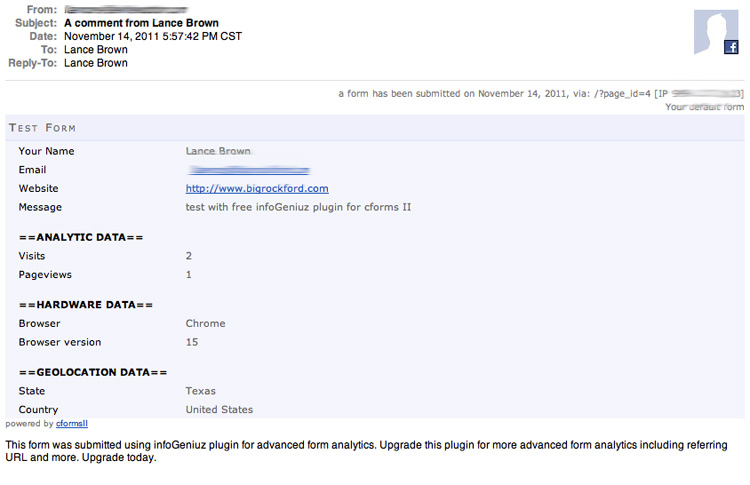 From:
Subject: A comment from Lance Brown
Date: November 14, 2011 5:57:42 PM CST
To: Lance Brown
Reply-To: Lance Brown
a form has been submitted on November 14, 2011, via: /?page_id=4 [IP
Your default form
Test Form
Your Name Lance Brown
Email
Website http://www.bigrockford.com
Message test with free infoGeniuz plugin for cforms II
==ANALYTIC DATA==
Visits 2
Pageviews 1
==HARDWARE DATA==
Browser Chrome
Browser version 15
==GEOLOCATION DATA==
State Texas
Country United States
powered by cformsII
This form was submitted using infoGeniuz plugin for advanced form analytics. Upgrade this plugin for more advanced form analytics including referring
URL and more. Upgrade today.